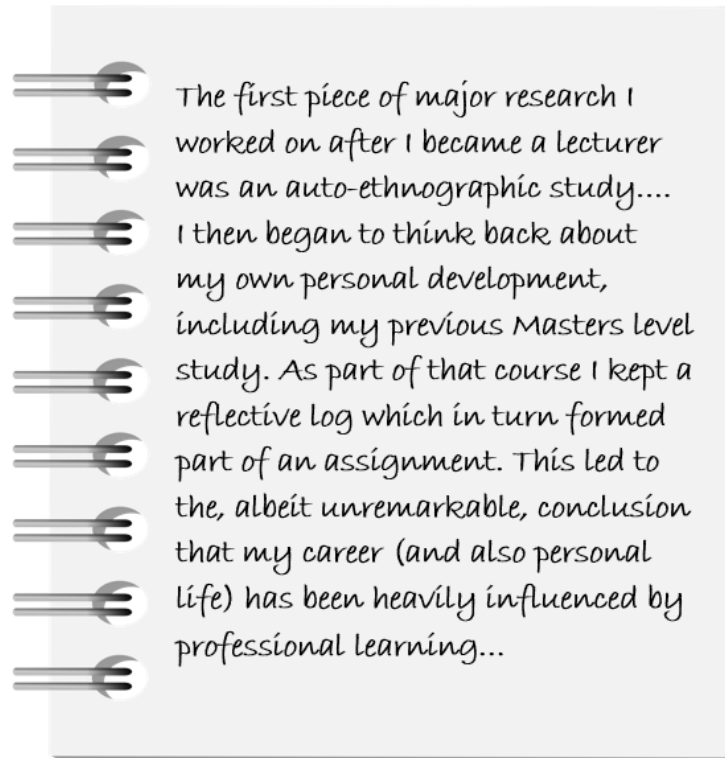 The first piece of major research I
worked on after I became a lecturer
was an auto-ethnographic study....
I then began to think back about
my own personal development,
including my previous Masters level
study. As part of that course I kept a
reflective log which in turn formed
part of an assignment. This led to
the, albeit unremarkable, conclusion
that my career (and also personal
life) has been heavily influenced by
professional learning...